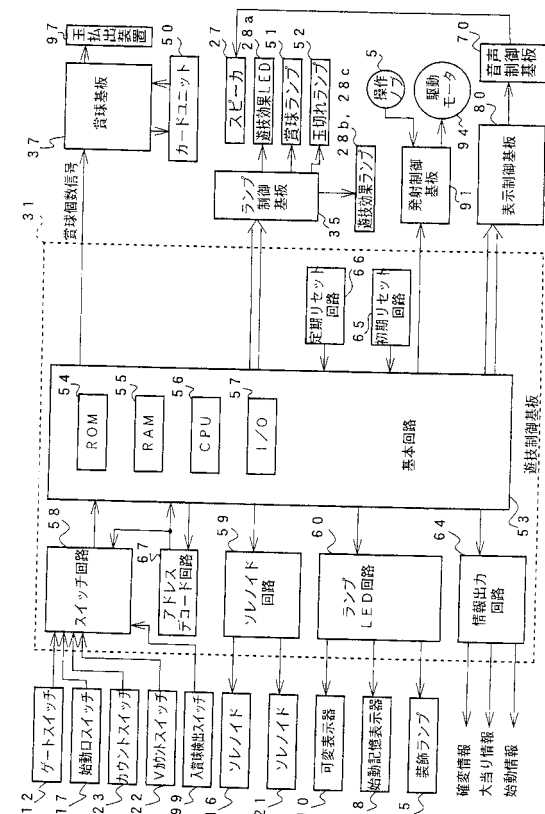 97
玉払出装置
賞球基板
37
カードユニット
50
賞球個数信号
31
27
スピーカ
28a
遊技効果LED
51
賞球ランプ
52
玉切れランプ
ランプ
制御
基板
35
遊技効果ランプ
28b, 28c
5
操作
ノブ
駆動
モータ
94
発射制御
基板
91
70
音声
制御
基板
80
表示制御基板
定期リセット
回路
66
初期リセット
回路
65
54
ROM
55
RAM
56
CPU
57
I/O
基本回路
53
遊技制御基板
58
スイッチ回路
67
アドレス
デコード回路
59
ソレノイド
回路
60
ランプ
LED回路
64
情報出力
回路
12
ゲートスイッチ
17
始動口スイッチ
23
カウントスイッチ
22
Vカウントスイッチ
99
入賞球検出スイッチ
16
ソレノイド
21
ソレノイド
可変表示器
8
始動記憶表示器
装飾ランプ
確変情報
大当り情報
始動情報